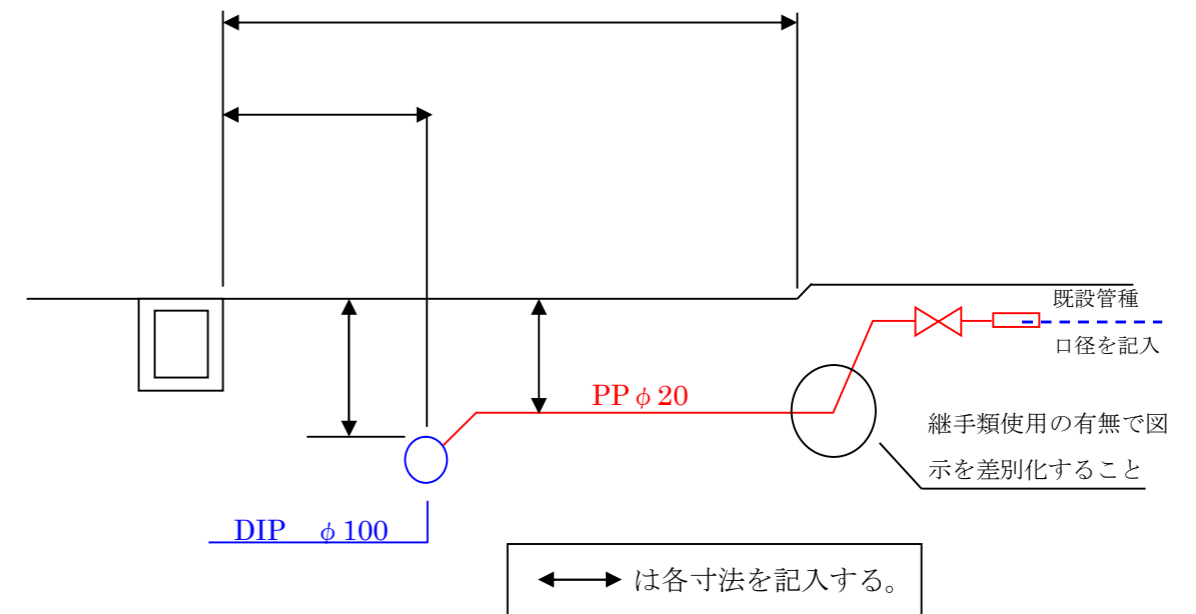 既設管種
口径を記入
PPφ20
継手類使用の有無で図
示を差別化すること
DIP φ100
は各寸法を記入する。